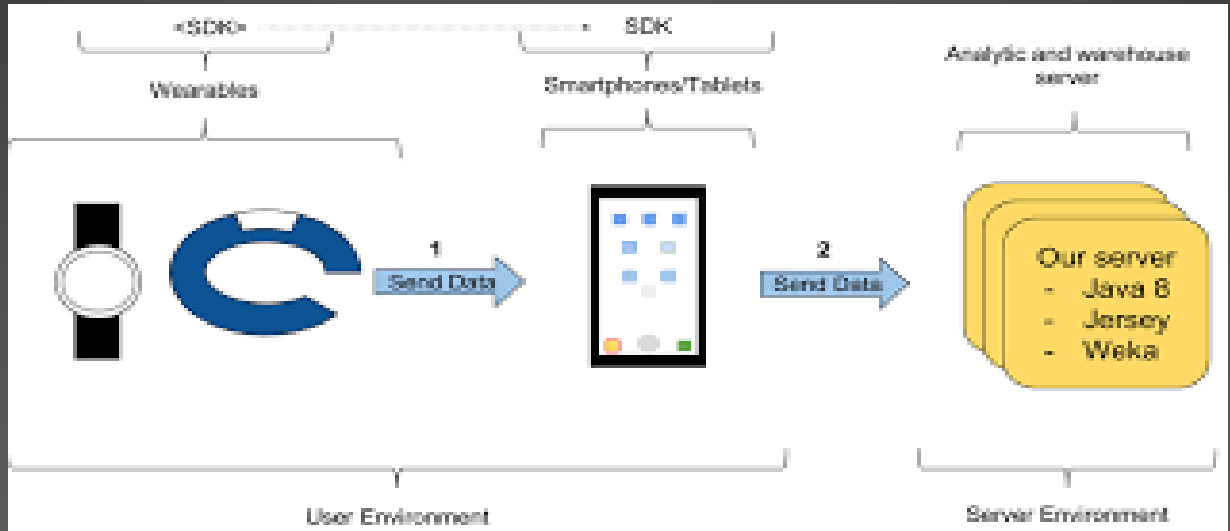 <SDK>
SDK
Wearables
Smartphones/Tablets
Analytic and warehouse
server
1
Send Data
2
Send Data
Our server
- Java 8
- Jersey
- Weka
User Environment
Server Environment